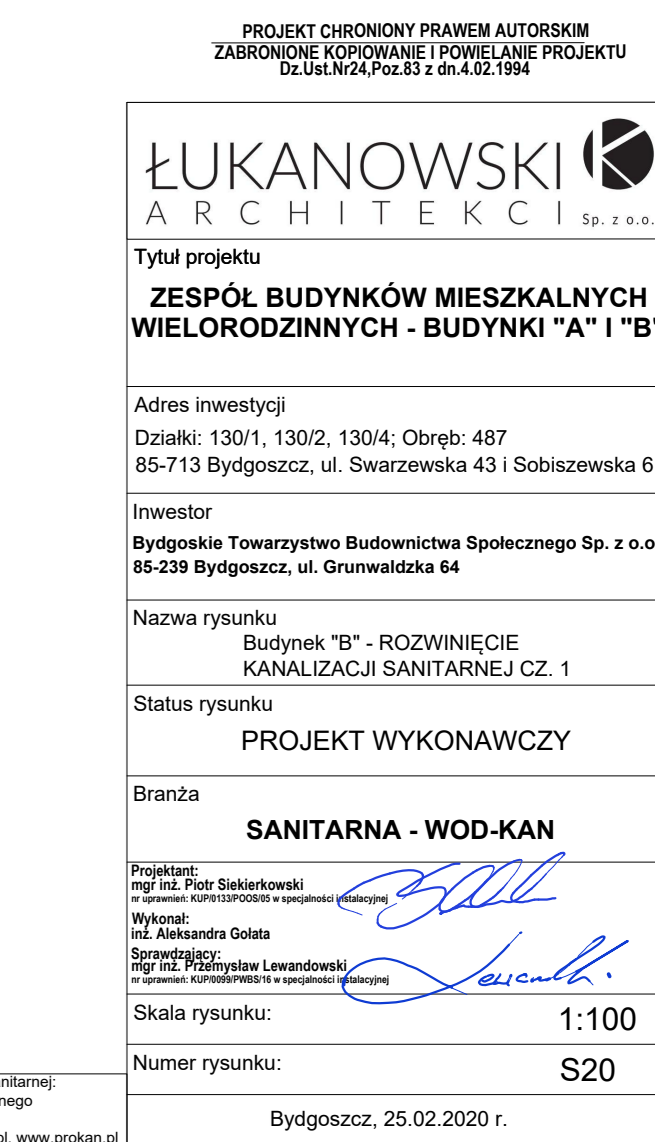 PROJEKT CHRONIONY PRAWEM AUTORSKIM
ZABRONIONE KOPIOWANIE I POWIELANIE PROJEKTU
Dz.Ust.Nr24,Poz.83 z dn.4.02.1994
ŁUKANOWSKI
ARCHITEKCI Sp. z o.o.
Tytuł projektu
ZESPÓŁ BUDYNKÓW MIESZKALNYCH
WIELORODZINNYCH - BUDYNKI "A" I "B"
Adres inwestycji
Działki: 130/1, 130/2, 130/4; Obręb: 487
85-713 Bydgoszcz, ul. Swarzewska 43 i Sobiszewska 6
Inwestor
Bydgoskie Towarzystwo Budownictwa Społecznego Sp. z o.o
85-239 Bydgoszcz, ul. Grunwaldzka 64
Nazwa rysunku
Budynek "B" - ROZWINIĘCIE
KANALIZACJI SANITARNEJ CZ. 1
Status rysunku
PROJEKT WYKONAWCZY
Branża
SANITARNA - WOD-KAN
Projektant:
mgr inż. Piotr Siekierkowski
nr uprawnień: KUP/0133/POOS/05 w specjalności instalacyjnej
Wykonał:
inż. Aleksandra Gołata
Sprawdzający:
mgr inż. Przemysław Lewandowski
nr uprawnień: KUP/0099/PWBS/16 w specjalności instalacyjnej
Skala rysunku: 1:100
Numer rysunku: S20
Bydgoszcz, 25.02.2020 r.
anitarnej:
nego
ol, www.prokan.pl